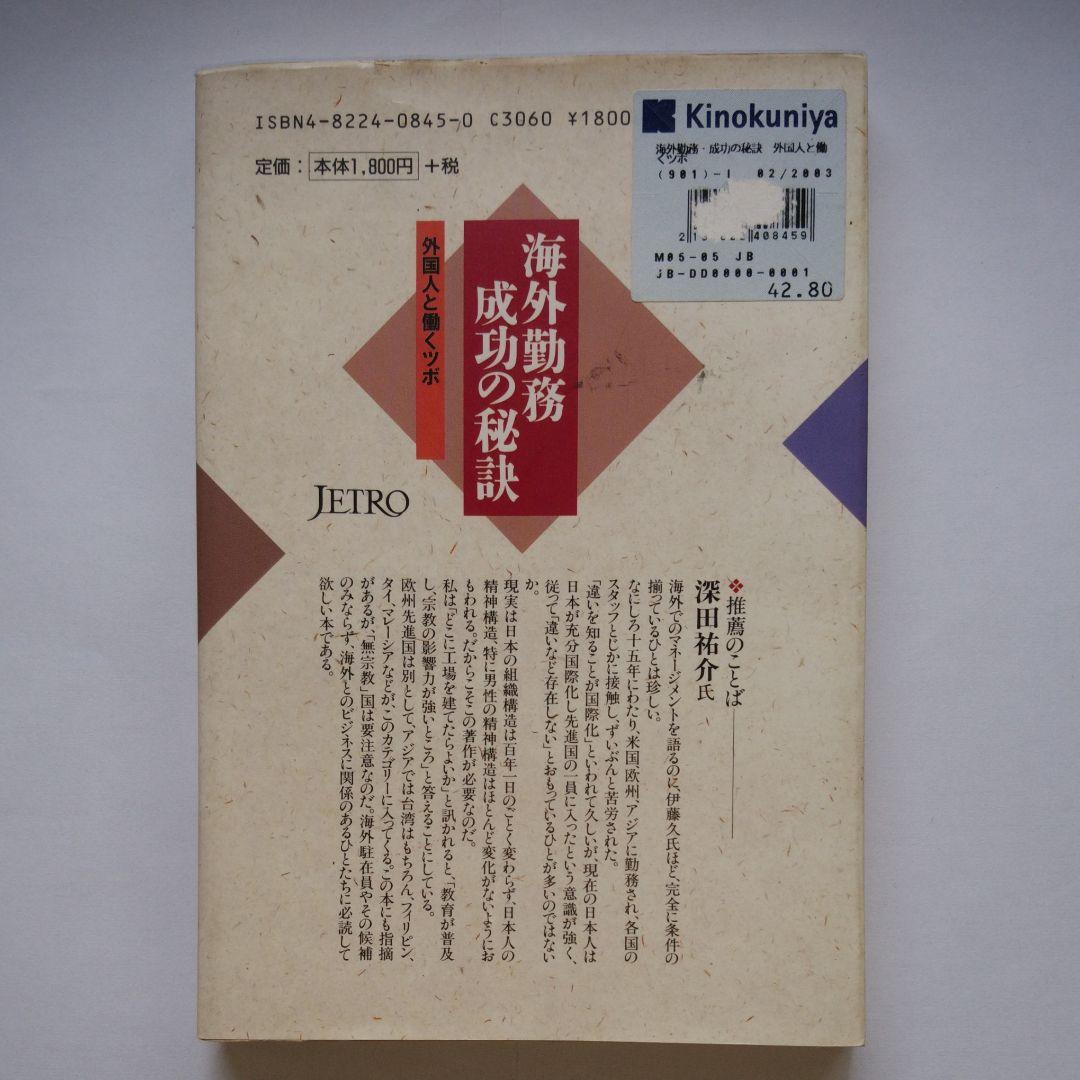 ISBN4-8224-0845-0 C3060 ¥1800
定価：本体1,800円+税
Kinokuniya
海外勤務・成功の秘訣 外国人と働
くツボ
(901)-I 02/2003
408459
M05-05 JB
JB-DD0000-0001
42.80
海外勤務
成功の秘訣
外国人と働くツボ
JETRO
❖推薦のことば
深田祐介氏
海外でのマネージメントを語るのに、伊藤久氏ほど、完全に条件の
揃っているひとは珍しい。
なにしろ十五年にわたり、米国、欧州、アジアに勤務され、各国の
スタッフとじかに接触し、ずいぶんと苦労された。
「違いを知ることが国際化」といわれて久しいが、現在の日本人は
日本が充分国際化し先進国の一員に入ったという意識が強く、
従って「違いなど存在しない」とおもっているひとが多いのではない
か。
現実は日本の組織構造は百年一日のごとく変わらず、日本人の
精神構造、特に男性の精神構造はほとんど変化がないようにお
もわれる。だからこそこの著作が必要なのだ。
私は「どこに工場を建てたらよいか」と訊かれると、「教育が普及
し、宗教の影響力が強いところ」と答えることにしている。
欧州先進国は別として、アジアでは台湾はもちろん、フィリピン、
タイ、マレーシアなどが、このカテゴリーに入ってくる。この本にも指摘
があるが、「無宗教」国は要注意なのだ。海外駐在員やその候補
のみならず、海外とのビジネスに関係のあるひとたちに必読して
欲しい本である。